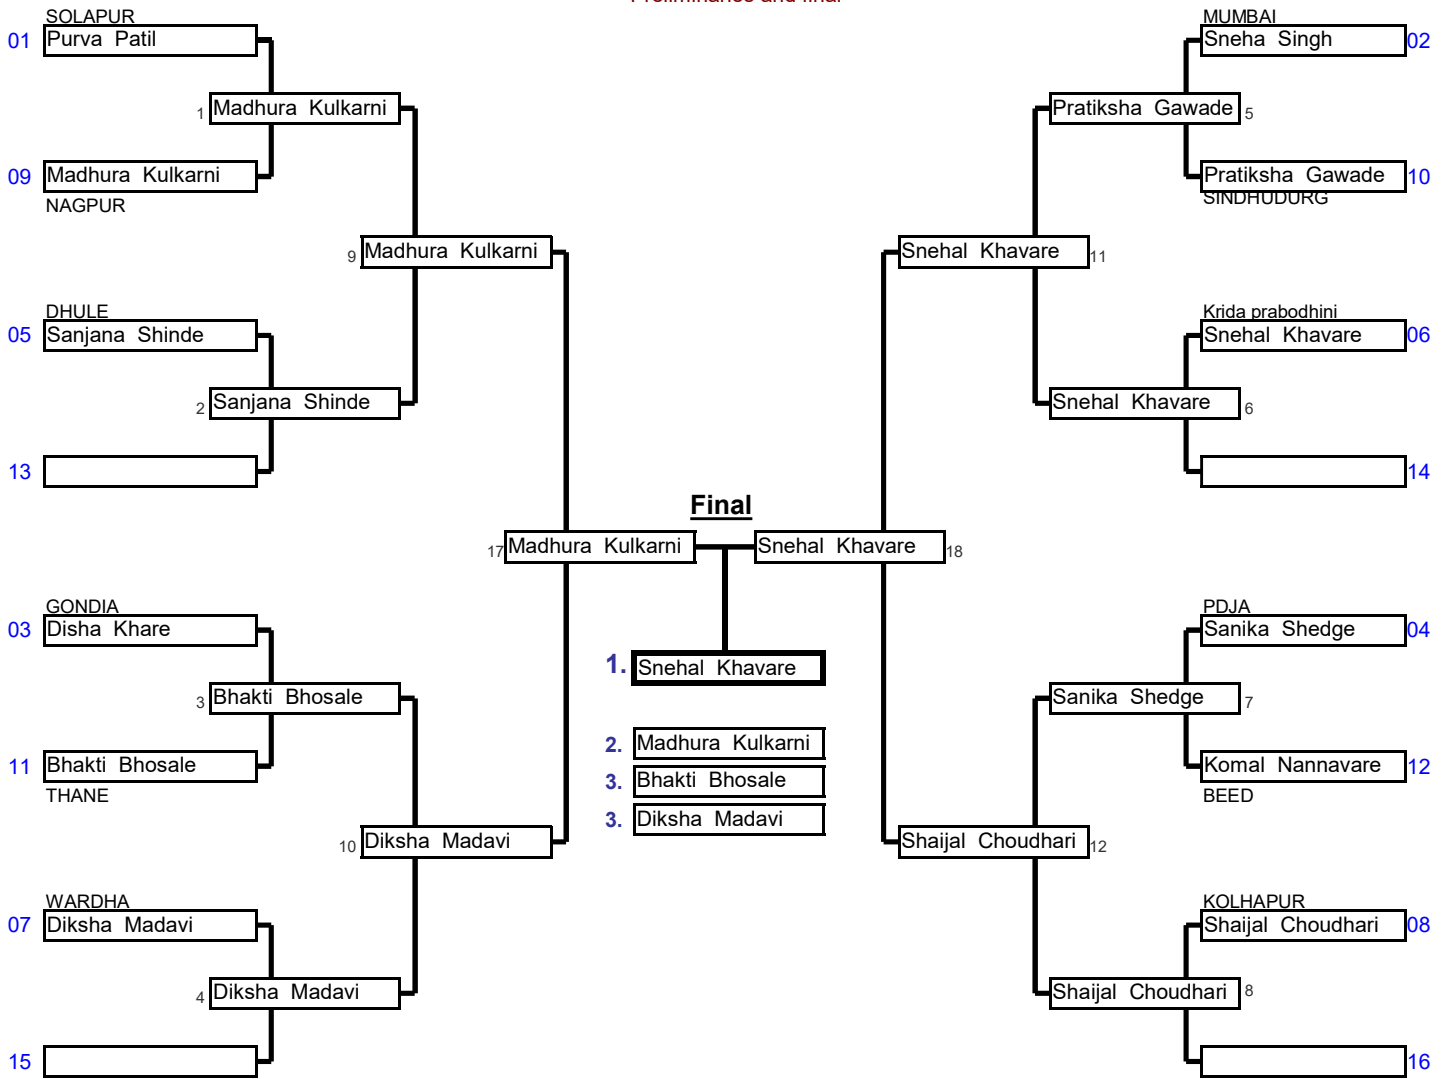 Preliminaries and final
SOLAPUR MUMBAI
01 Purva Patil Sneha Singh 02
1 Madhura Kulkarni Pratiksha Gawade 5
09 Madhura Kulkarni Pratiksha Gawade 10
NAGPUR SINDHUDURG
9 Madhura Kulkarni Snehal Khavare 11
DHULE Krida prabodhini
05 Sanjana Shinde Snehal Khavare 06
2 Sanjana Shinde Snehal Khavare 6
13 14
Final
17 Madhura Kulkarni Snehal Khavare 18
GONDIA PDJA
03 Disha Khare Sanika Shedge 04
1. Snehal Khavare
3 Bhakti Bhosale Sanika Shedge 7
2. Madhura Kulkarni
11 Bhakti Bhosale Komal Nannavare 12
3. Bhakti Bhosale
THANE BEED
3. Diksha Madavi
10 Diksha Madavi Shaijal Choudhari 12
WARDHA KOLHAPUR
07 Diksha Madavi Shaijal Choudhari 08
4 Diksha Madavi Shaijal Choudhari 8
15 16